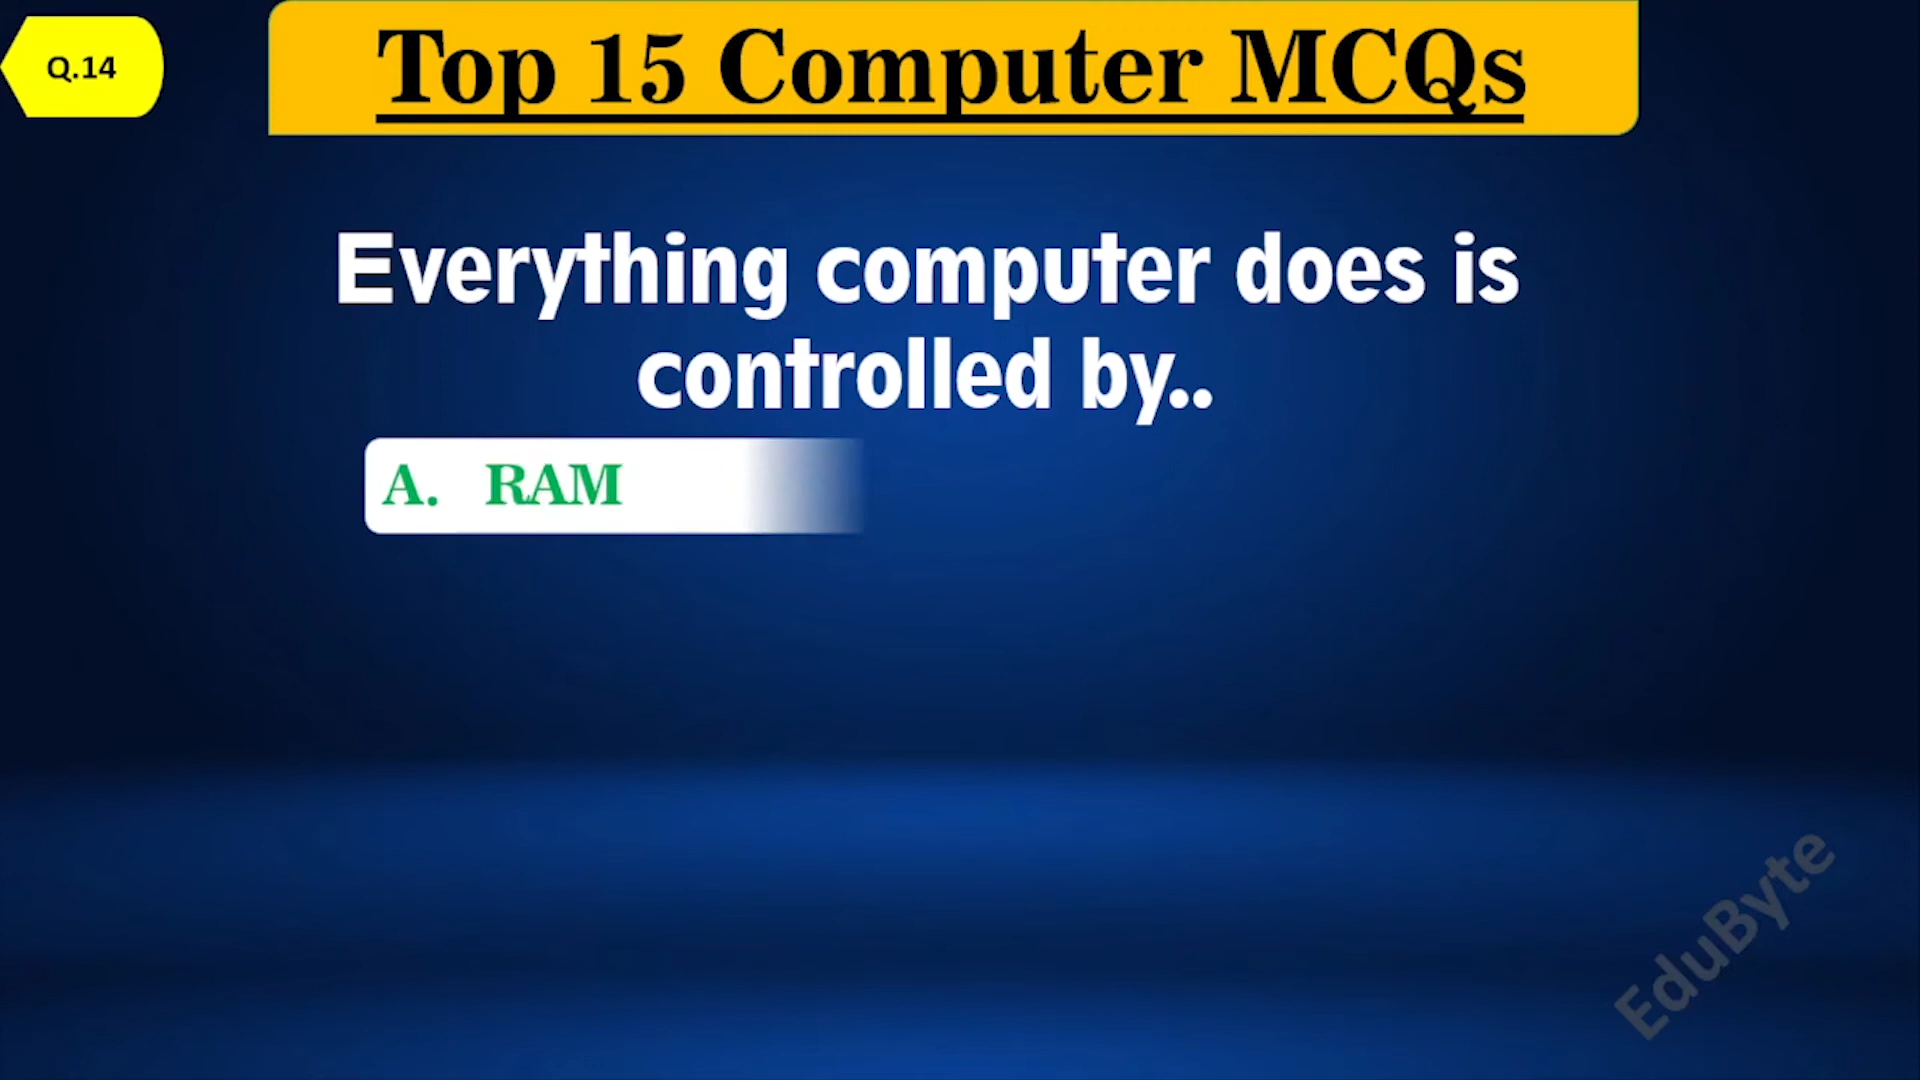 Q.14
Top 15 Computer MCQs
Everything computer does is
controlled by..
A. RAM
EduByte